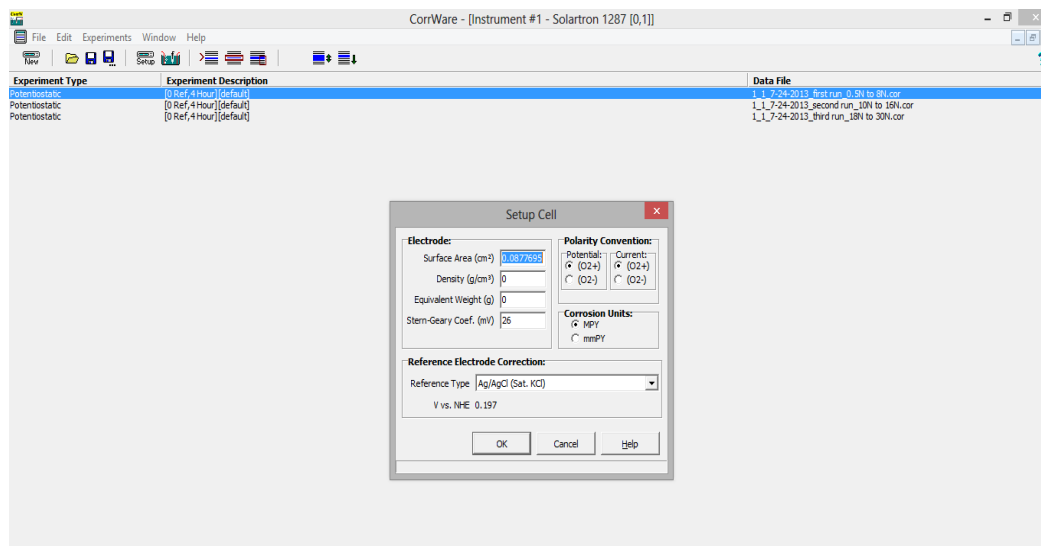 CorrWare - [Instrument #1 - Solartron 1287 [0,1]]
File Edit Experiments Window Help
New Setup
Experiment Type Experiment Description Data File
Potentiostatic [0 Ref,4 Hour][default] 1_1_7-24-2013_first run_0.5N to 8N.cor
Potentiostatic [0 Ref,4 Hour][default] 1_1_7-24-2013_second run_10N to 16N.cor
Potentiostatic [0 Ref,4 Hour][default] 1_1_7-24-2013_third run_18N to 30N.cor
Setup Cell
Electrode: Polarity Convention:
Surface Area (cm²) 0.0877695 Potential: Current:
(O2+) (O2+)
Density (g/cm³) 0 (O2-) (O2-)
Equivalent Weight (g) 0
Stern-Geary Coef. (mV) 26 Corrosion Units:
MPY
mmPY
Reference Electrode Correction:
Reference Type Ag/AgCl (Sat. KCl)
V vs. NHE 0.197
OK Cancel Help